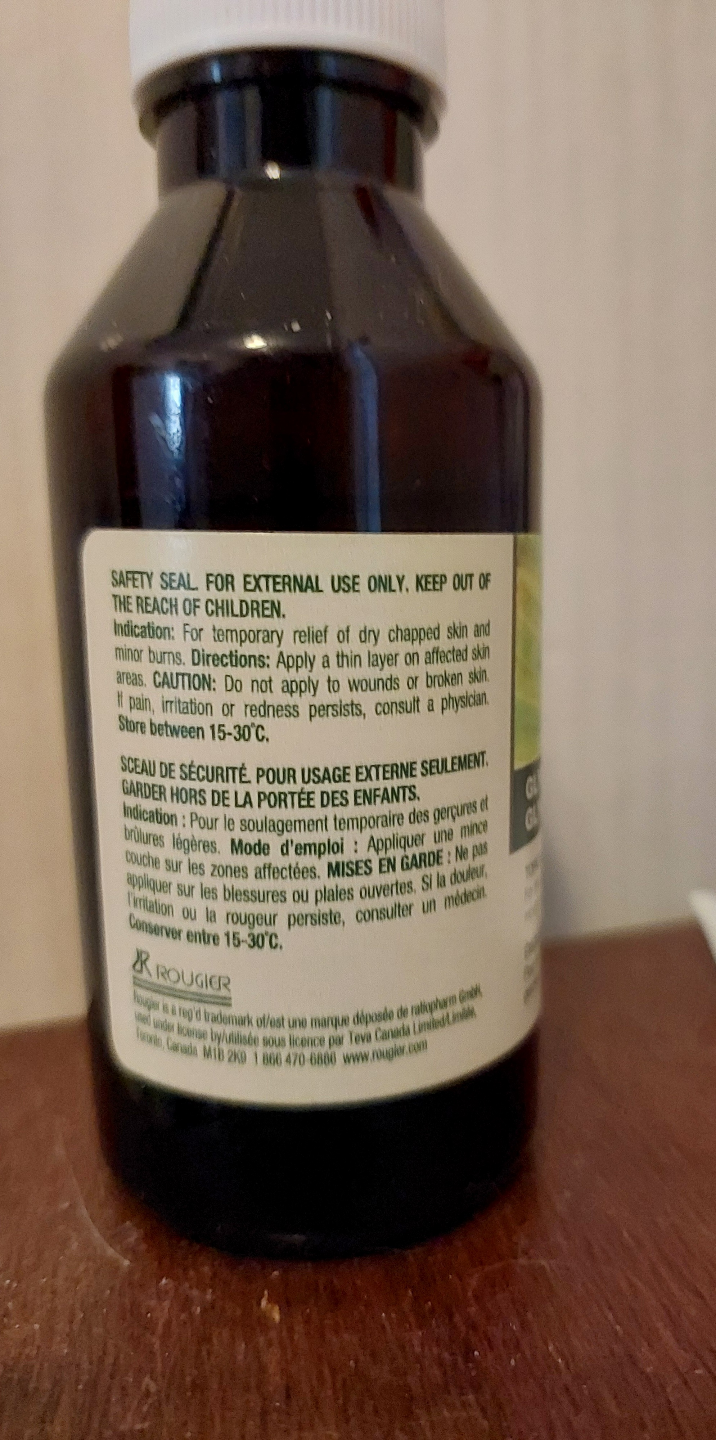 SAFETY SEAL. FOR EXTERNAL USE ONLY. KEEP OUT OF
THE REACH OF CHILDREN.
Indication: For temporary relief of dry chapped skin and
minor burns. Directions: Apply a thin layer on affected skin
areas. CAUTION: Do not apply to wounds or broken skin.
If pain, irritation or redness persists, consult a physician.
Store between 15-30°C.
SCEAU DE SÉCURITÉ. POUR USAGE EXTERNE SEULEMENT.
GARDER HORS DE LA PORTÉE DES ENFANTS.
Indication : Pour le soulagement temporaire des gerçures et
brûlures légères. Mode d'emploi : Appliquer une mince
couche sur les zones affectées. MISES EN GARDE : Ne pas
appliquer sur les blessures ou plaies ouvertes. Si la douleur,
l'irritation ou la rougeur persiste, consulter un médecin.
Conserver entre 15-30°C.
R ROUGIER
Rougier is a reg'd trademark of/est une marque déposée de ratiopharm GmbH,
used under license by/utilisée sous licence par Teva Canada Limited/Limitée,
Toronto, Canada M1B 2K9 1 866 470-6886 www.rougier.com
GL
GL